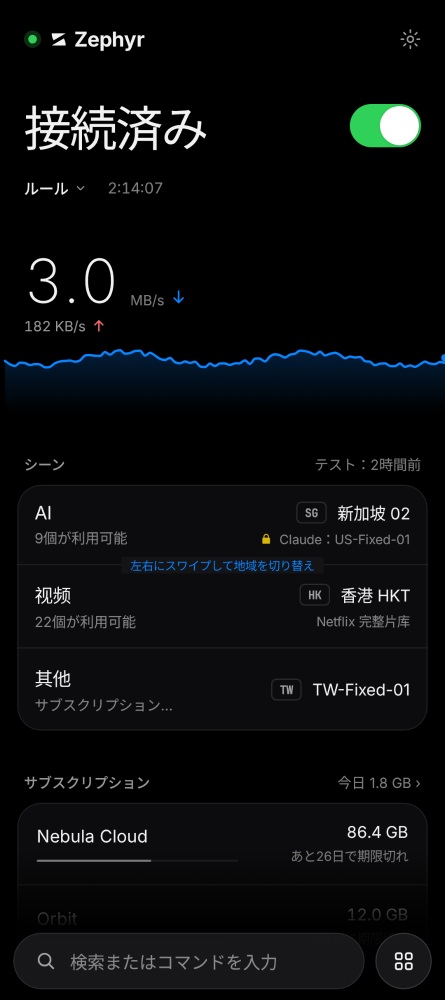 Zephyr
接続済み
ルール 2:14:07
3.0 MB/s ↓
182 KB/s ↑
シーン テスト：2時間前
AI SG 新加坡 02
9個が利用可能 Claude：US-Fixed-01
左右にスワイプして地域を切り替え
视频 HK 香港 HKT
22個が利用可能 Netflix 完整片库
其他 TW TW-Fixed-01
サブスクリプション...
サブスクリプション 今日 1.8 GB ›
Nebula Cloud 86.4 GB
あと26日で期限切れ
Orbit 12.0 GB
検索またはコマンドを入力